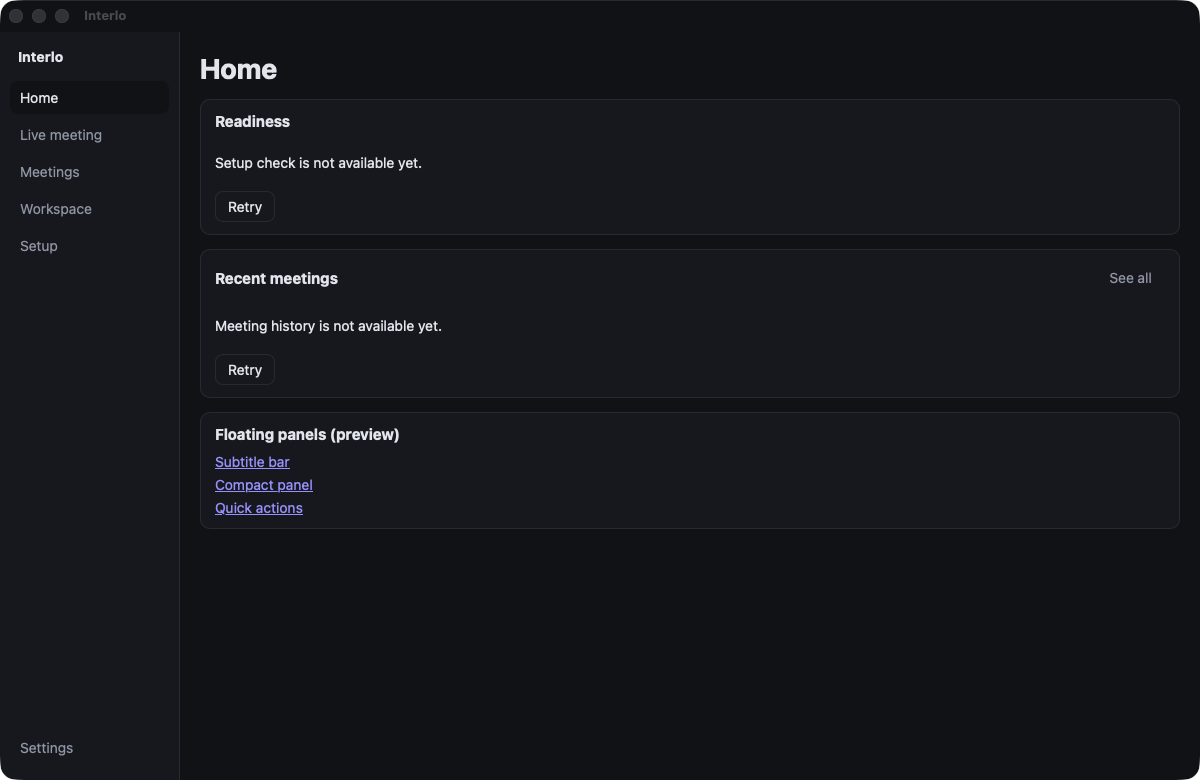 Interlo
Interlo
Home
Live meeting
Meetings
Workspace
Setup
Settings
Home
Readiness
Setup check is not available yet.
Retry
Recent meetings
See all
Meeting history is not available yet.
Retry
Floating panels (preview)
Subtitle bar
Compact panel
Quick actions